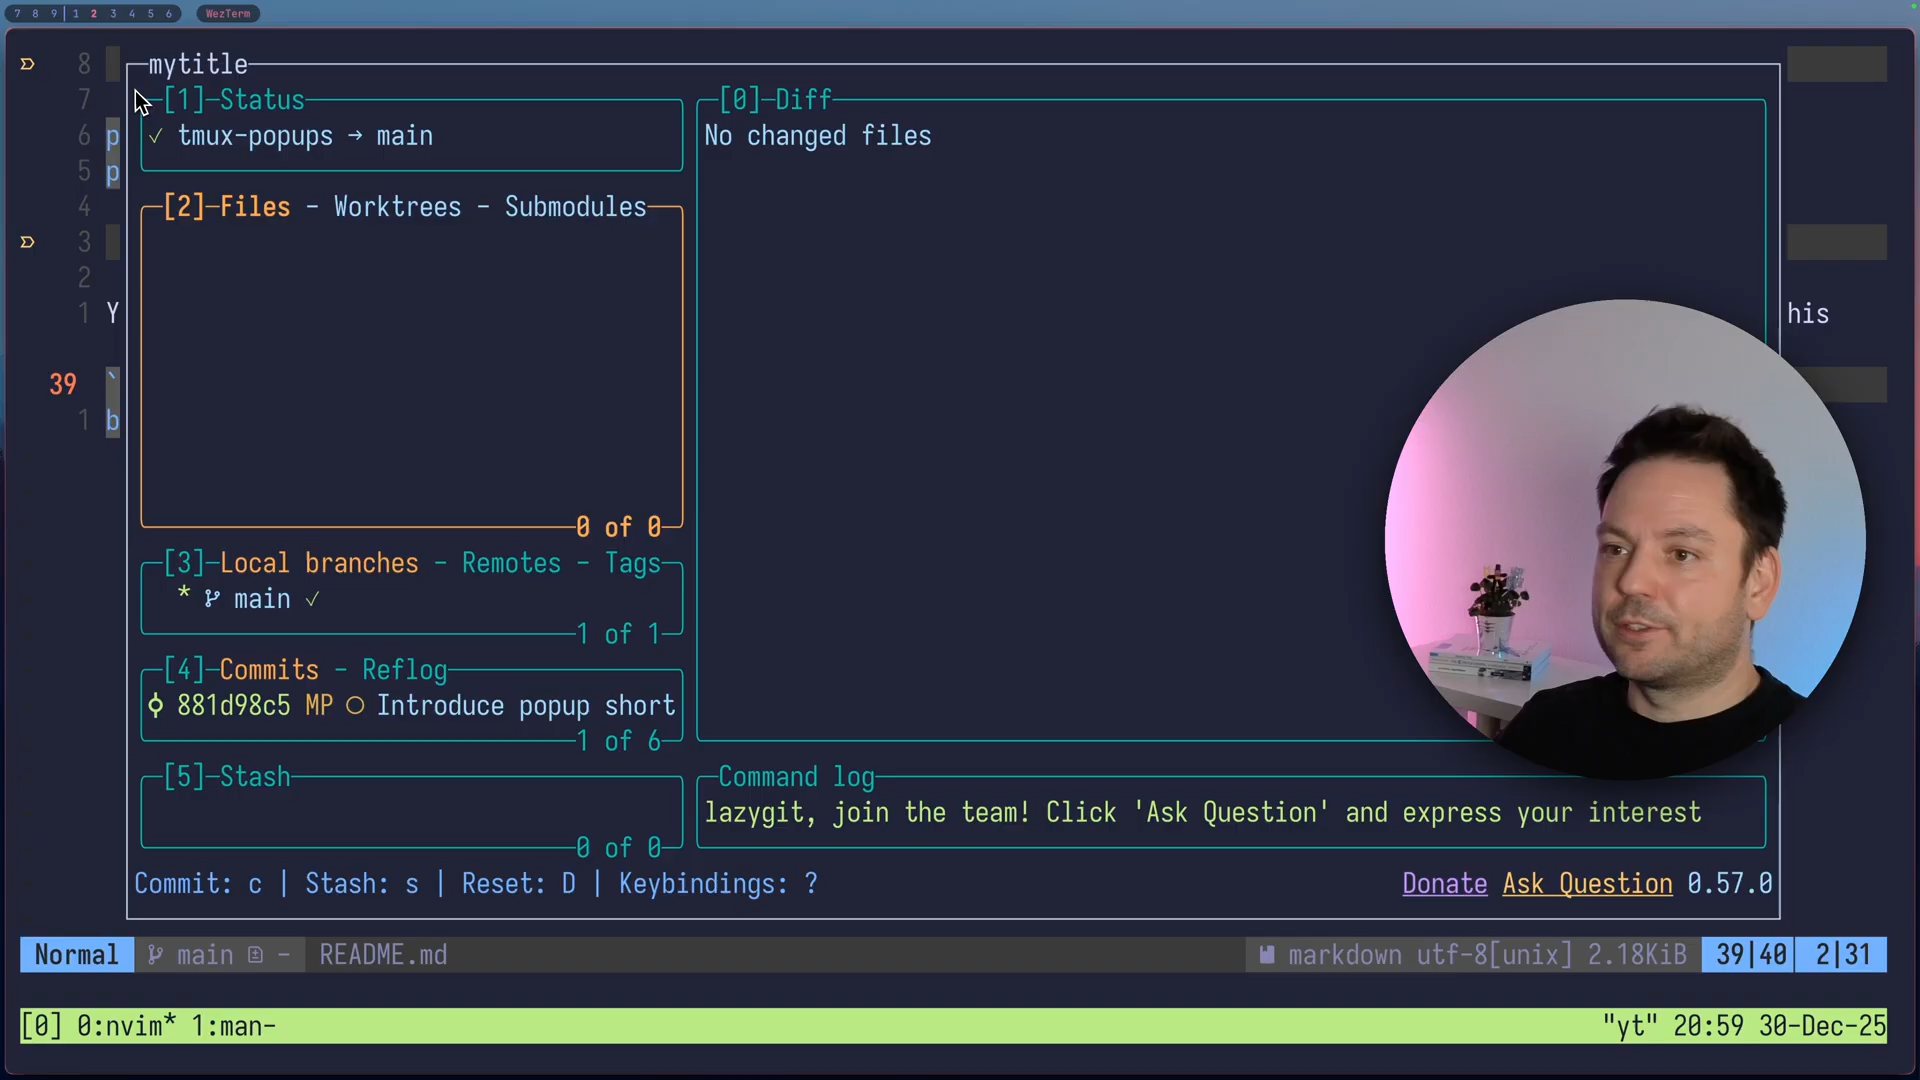 7 8 9 | 1 2 3 4 5 6 WezTerm
8 mytitle
7 [1]-Status [0]-Diff
6 p ✓ tmux-popups → main No changed files
5 p
4 [2]-Files - Worktrees - Submodules
3
2
1 Y his
39 `
1 b
0 of 0
[3]-Local branches - Remotes - Tags
* main ✓
1 of 1
[4]-Commits - Reflog
881d98c5 MP ○ Introduce popup short
1 of 6
[5]-Stash Command log
lazygit, join the team! Click 'Ask Question' and express your interest
0 of 0
Commit: c | Stash: s | Reset: D | Keybindings: ? Donate Ask Question 0.57.0
Normal main - README.md markdown utf-8[unix] 2.18KiB 39|40 2|31
[0] 0:nvim* 1:man- "yt" 20:59 30-Dec-25